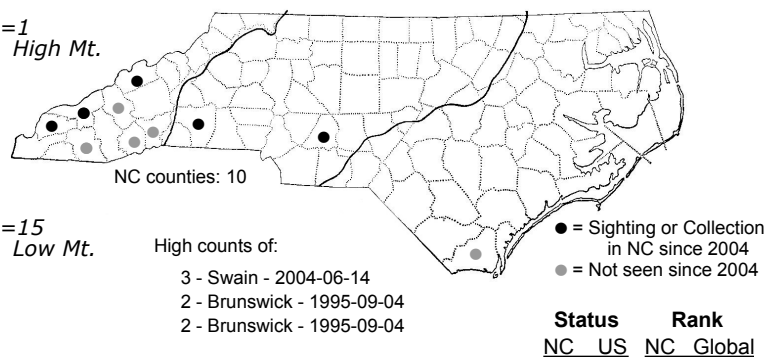 =1
High Mt.
NC counties: 10
=15
Low Mt.
High counts of:
3 - Swain - 2004-06-14
2 - Brunswick - 1995-09-04
2 - Brunswick - 1995-09-04
● = Sighting or Collection
in NC since 2004
● = Not seen since 2004
Status Rank
NC US NC Global